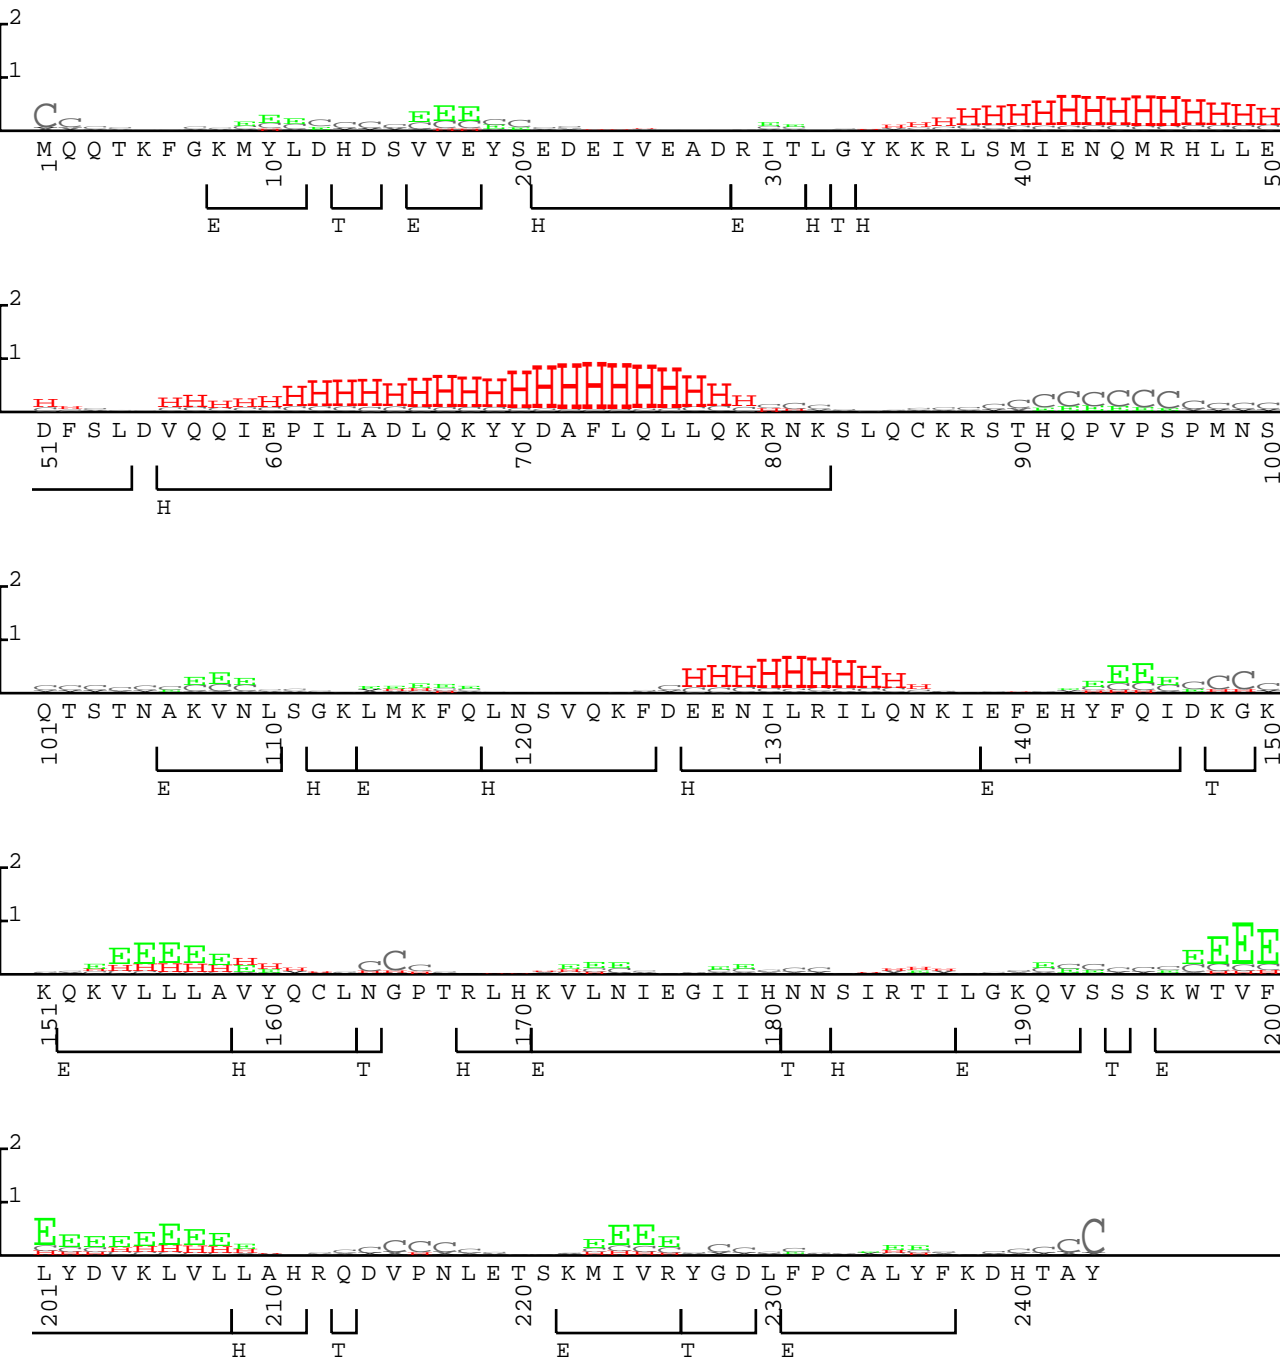 2
1
M Q Q T K F G K M Y L D H D S V V E Y S E D E I V E A D R I T L G Y K K R L S M I E N Q M R H L L E
1 10 20 30 40 50
E T E H E H T H
2
1
D F S L D V Q Q I E P I L A D L Q K Y Y D A F L Q L L Q K R N K S L Q C K R S T H Q P V P S P M N S
51 60 70 80 90 100
H
2
1
Q T S T N A K V N L S G K L M K F Q L N S V Q K F D E E N I L R I L Q N K I E F E H Y F Q I D K G K
101 110 120 130 140 150
E H E H H E T
2
1
K Q K V L L L A V Y Q C L N G P T R L H K V L N I E G I I H N N S I R T I L G K Q V S S S K W T V F
151 160 170 180 190 200
E H T H E T H E T E
2
1
L Y D V K L V L L A H R Q D V P N L E T S K M I V R Y G D L F P C A L Y F K D H T A Y
201 210 220 230 240
H T E T E